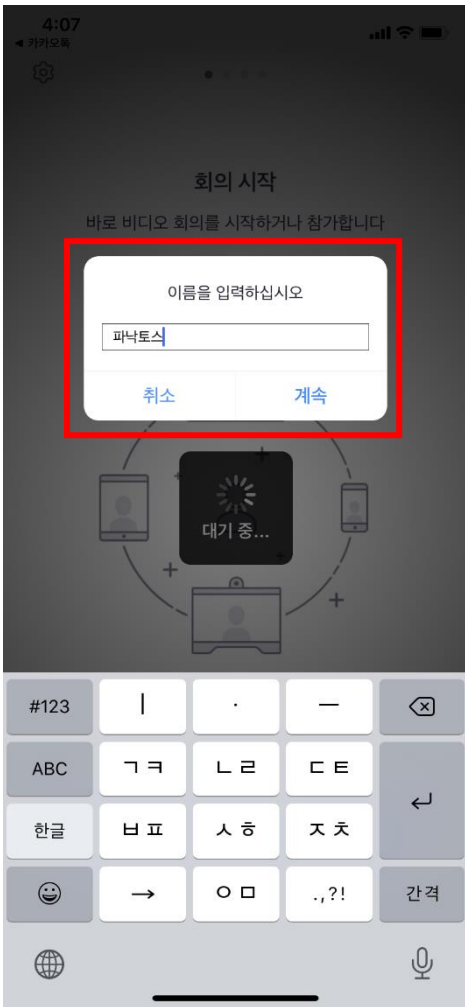 4:07
◀ 카카오톡
회의 시작
바로 비디오 회의를 시작하거나 참가합니다
이름을 입력하십시오
파낙토스
취소 계속
대기 중...
#123 ㅣ · ㅡ
ABC ㄱㅋ ㄴㄹ ㄷㅌ
한글 ㅂㅍ ㅅㅎ ㅈㅊ
→ ㅇㅁ .,?! 간격